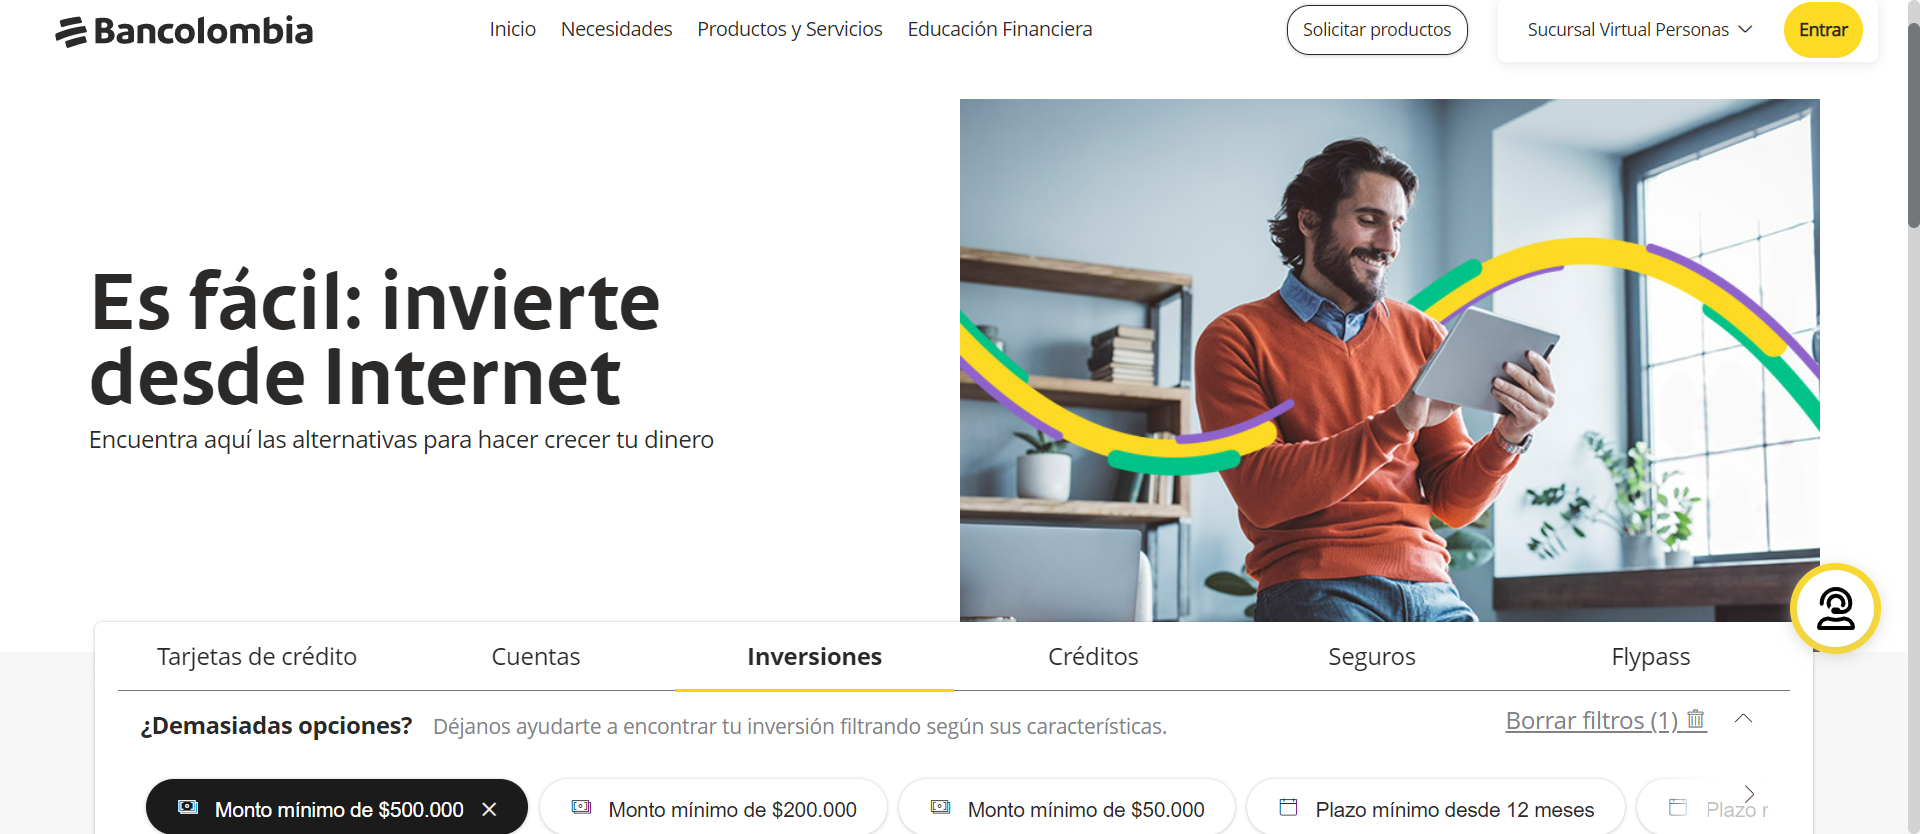 Bancolombia
Inicio Necesidades Productos y Servicios Educación Financiera
Solicitar productos
Sucursal Virtual Personas
Entrar
Es fácil: invierte
desde Internet
Encuentra aquí las alternativas para hacer crecer tu dinero
Tarjetas de crédito Cuentas Inversiones Créditos Seguros Flypass
¿Demasiadas opciones? Déjanos ayudarte a encontrar tu inversión filtrando según sus características.
Borrar filtros (1)
Monto mínimo de $500.000
Monto mínimo de $200.000
Monto mínimo de $50.000
Plazo mínimo desde 12 meses
Plazo